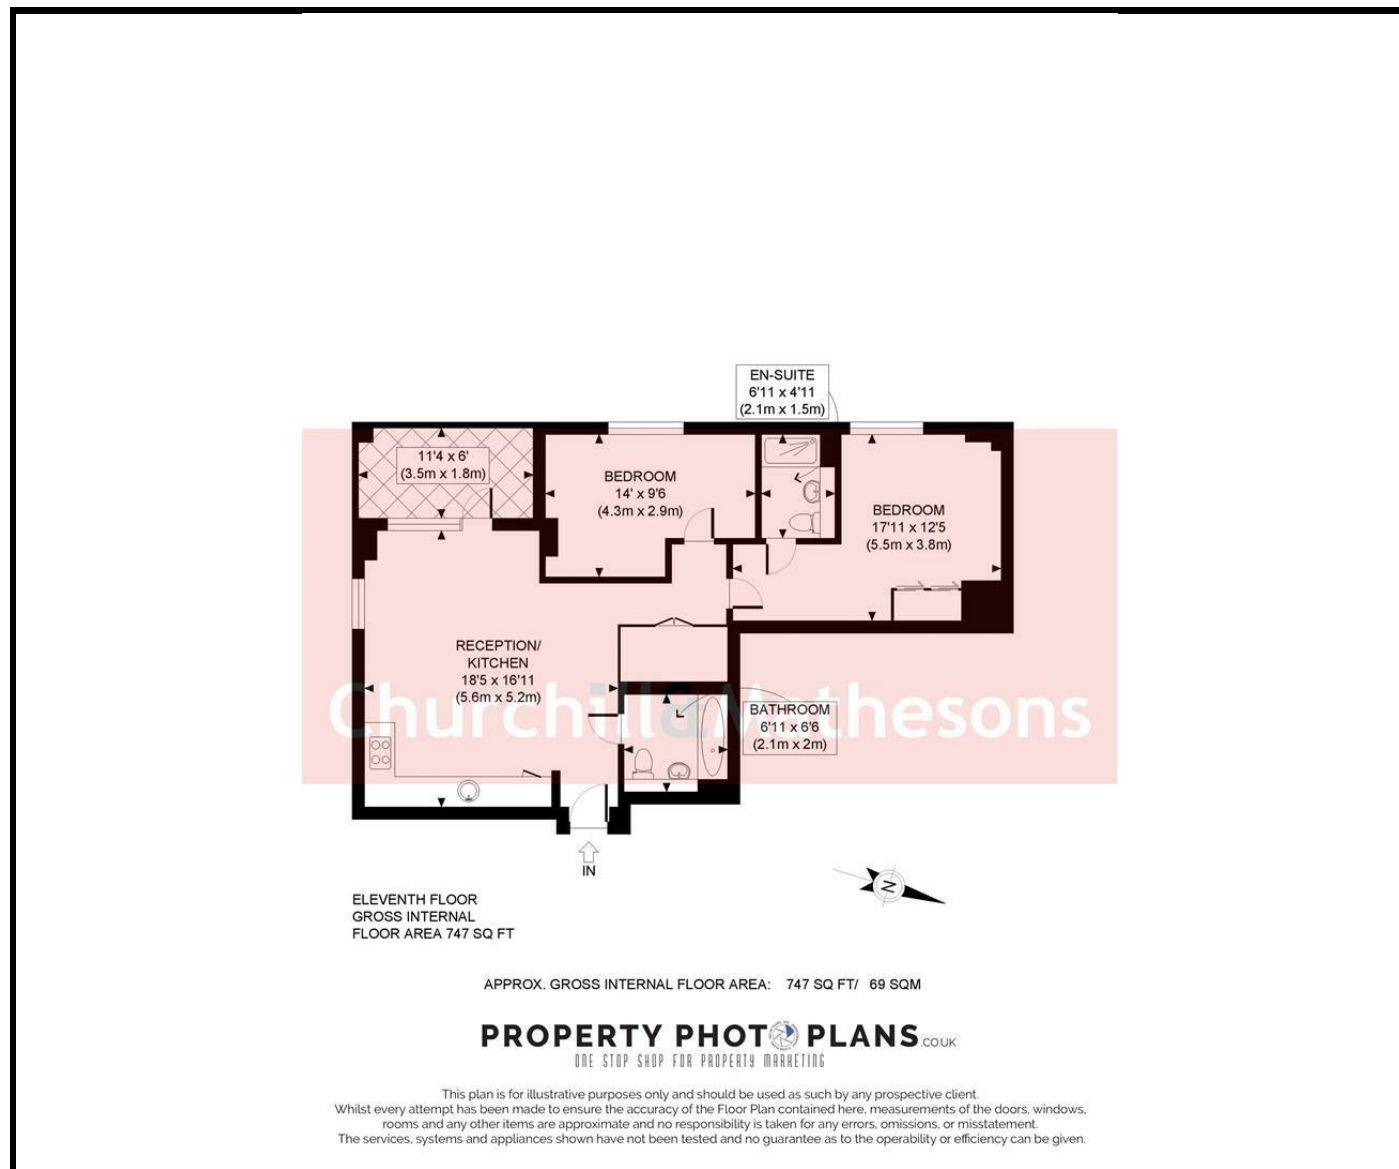 EN-SUITE
6'11 x 4'11
(2.1m x 1.5m)
11'4 x 6'
(3.5m x 1.8m)
BEDROOM
14' x 9'6
(4.3m x 2.9m)
BEDROOM
17'11 x 12'5
(5.5m x 3.8m)
RECEPTION/
KITCHEN
18'5 x 16'11
(5.6m x 5.2m)
Churchill&Mathesons
BATHROOM
6'11 x 6'6
(2.1m x 2m)
IN
N
ELEVENTH FLOOR
GROSS INTERNAL
FLOOR AREA 747 SQ FT
APPROX. GROSS INTERNAL FLOOR AREA: 747 SQ FT/ 69 SQM
PROPERTY PHOTO PLANS.CO.UK
ONE STOP SHOP FOR PROPERTY MARKETING
This plan is for illustrative purposes only and should be used as such by any prospective client.
Whilst every attempt has been made to ensure the accuracy of the Floor Plan contained here, measurements of the doors, windows,
rooms and any other items are approximate and no responsibility is taken for any errors, omissions, or misstatement.
The services, systems and appliances shown have not been tested and no guarantee as to the operability or efficiency can be given.